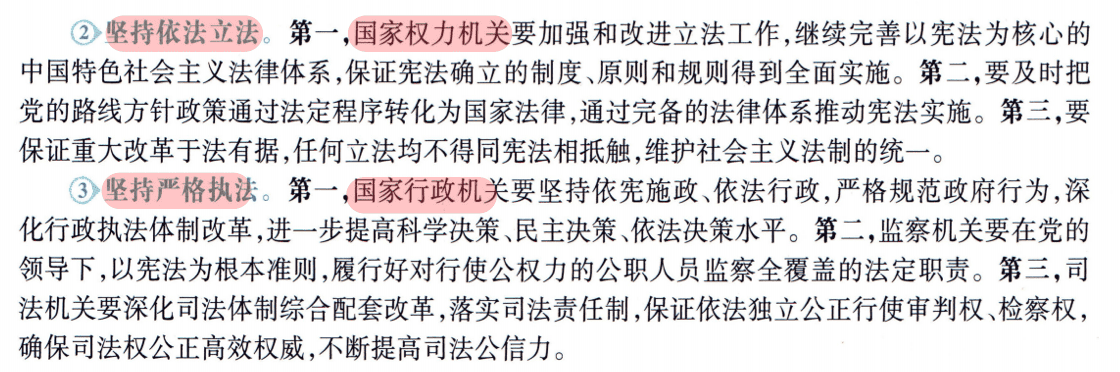 ②坚持依法立法。第一,国家权力机关要加强和改进立法工作,继续完善以宪法为核心的
中国特色社会主义法律体系,保证宪法确立的制度、原则和规则得到全面实施。第二,要及时把
党的路线方针政策通过法定程序转化为国家法律,通过完备的法律体系推动宪法实施。第三,要
保证重大改革于法有据,任何立法均不得同宪法相抵触,维护社会主义法制的统一。
③坚持严格执法。第一,国家行政机关要坚持依宪施政、依法行政,严格规范政府行为,深
化行政执法体制改革,进一步提高科学决策、民主决策、依法决策水平。第二,监察机关要在党的
领导下,以宪法为根本准则,履行好对行使公权力的公职人员监察全覆盖的法定职责。第三,司
法机关要深化司法体制综合配套改革,落实司法责任制,保证依法独立公正行使审判权、检察权,
确保司法权公正高效权威,不断提高司法公信力。